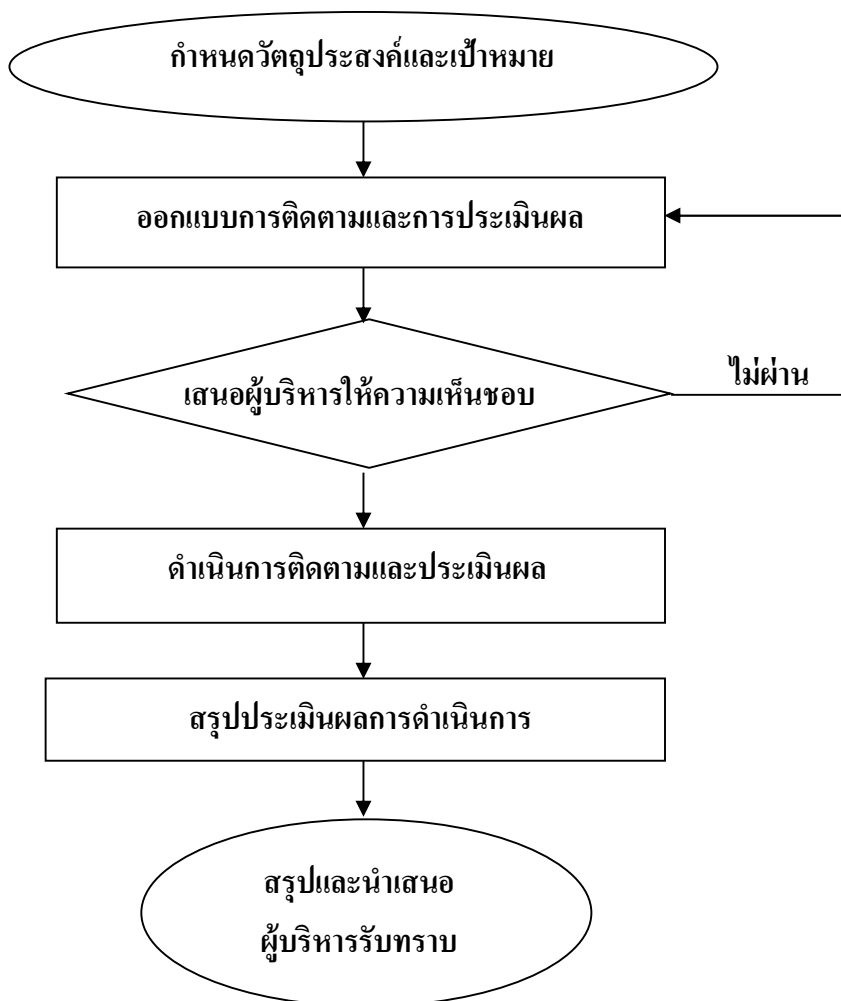 กำหนดวัตถุประสงค์และเป้าหมาย
ออกแบบการติดตามและการประเมินผล
เสนอผู้บริหารให้ความเห็นชอบ
ไม่ผ่าน
ดำเนินการติดตามและประเมินผล
สรุปประเมินผลการดำเนินการ
สรุปและนำเสนอ
ผู้บริหารรับทราบ